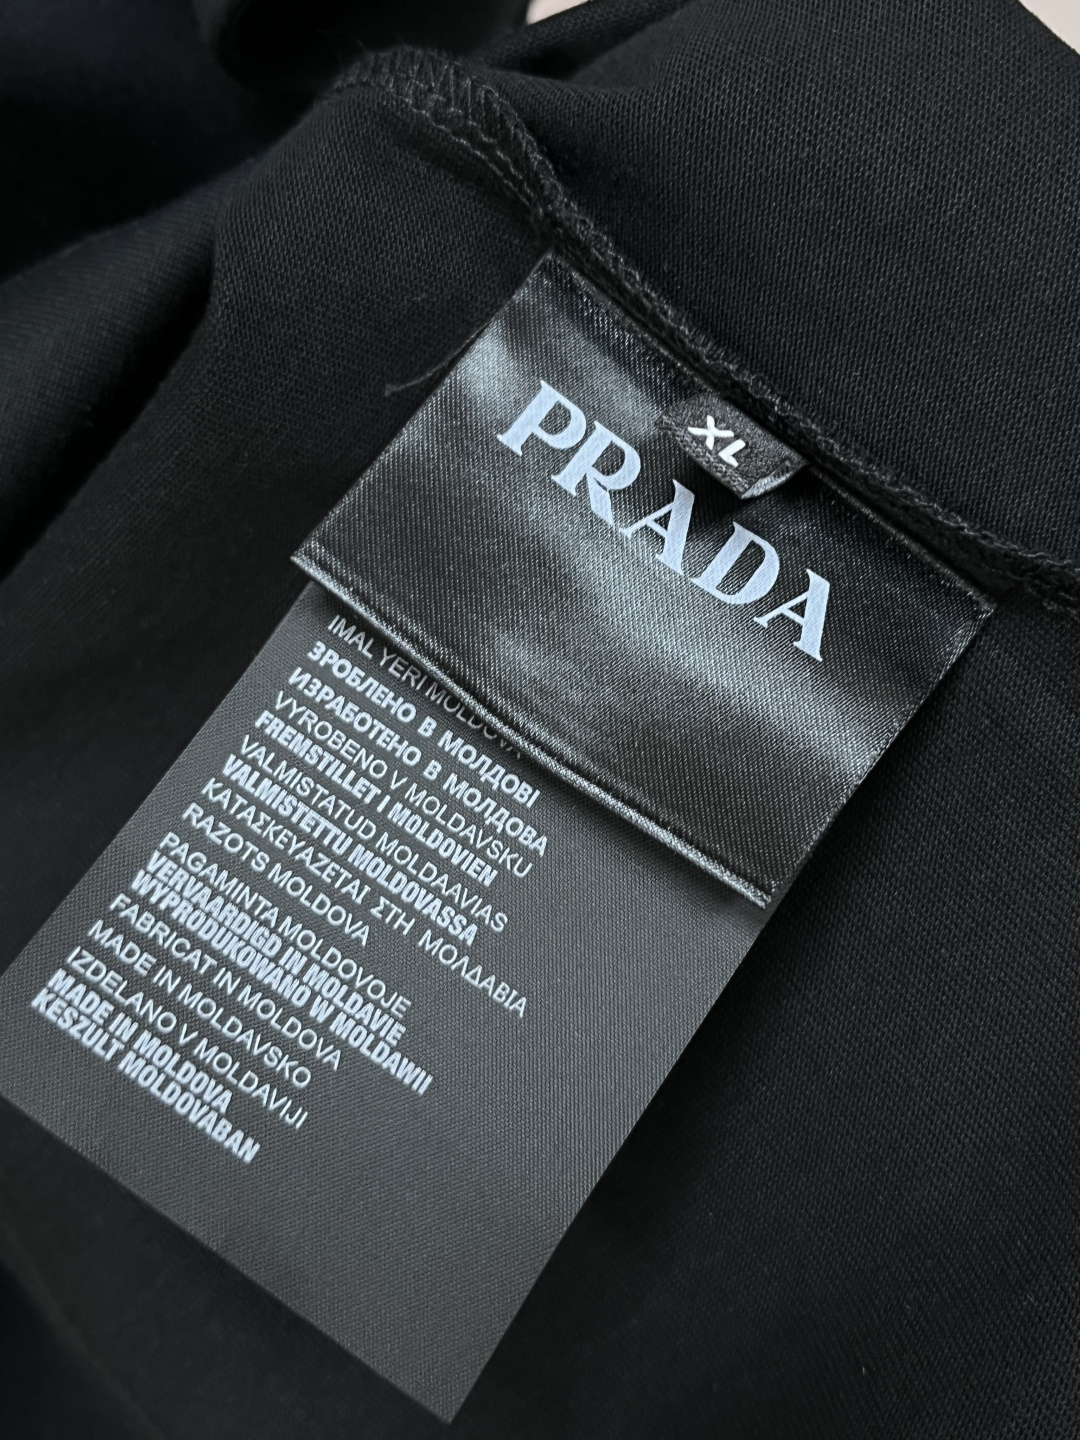 PRADA
XL
IMAL YERI MOLDOVA
ЗРОБЛЕНО В МОЛДОВІ
ИЗРАБОТЕНО В МОЛДОВА
VYROBENO V MOLDAVSKU
FREMSTILLET I MOLDOVIEN
VALMISTATUD MOLDAAVIAS
VALMISTETTU MOLDOVASSA
ΚΑΤΑΣΚΕΥΑΖΕΤΑΙ ΣΤΗ ΜΟΛΔΑΒΙΑ
RAZOTS MOLDOVA
PAGAMINTA MOLDOVOJE
VERVAARDIGD IN MOLDAVIE
WYPRODUKOWANO W MOLDAWII
FABRICAT IN MOLDOVA
MADE IN MOLDAVSKO
IZDELANO V MOLDAVIJI
MADE IN MOLDOVA
KESZULT MOLDOVABAN